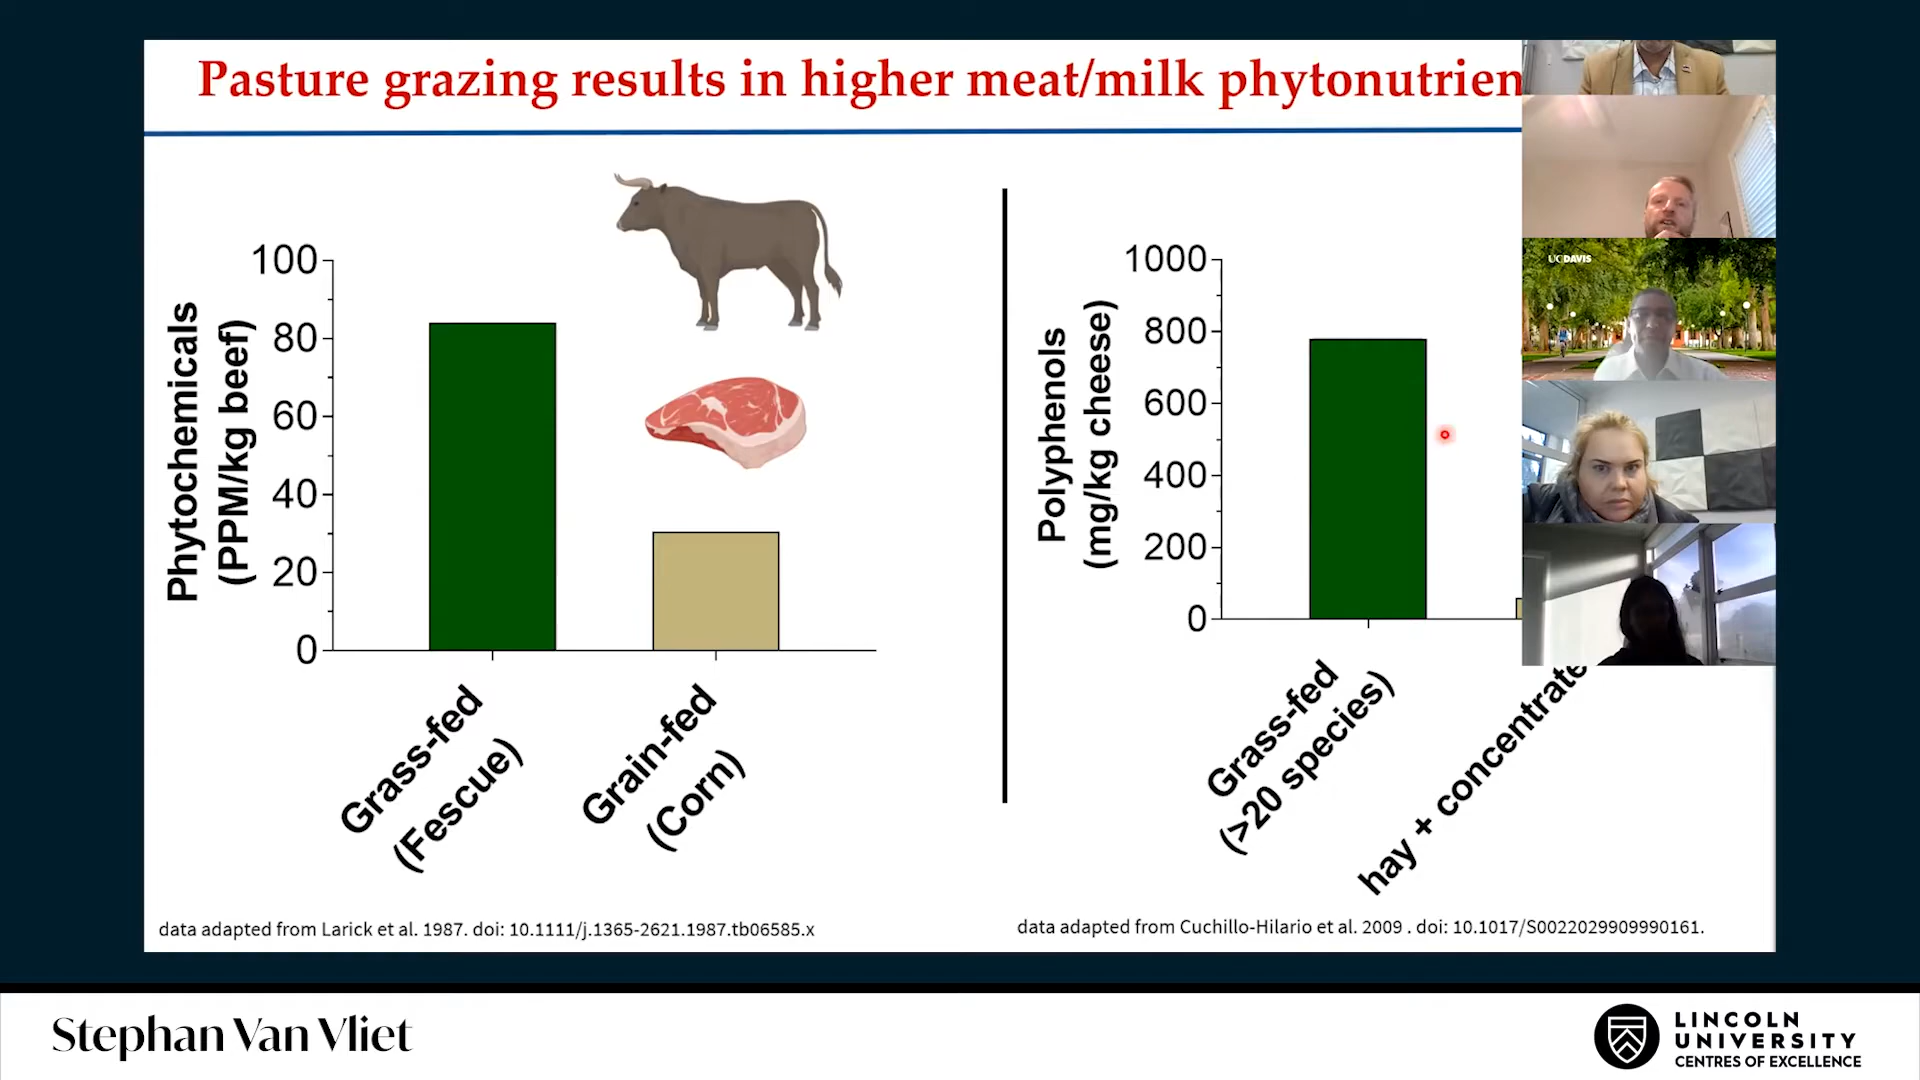 Pasture grazing results in higher meat/milk phytonutrien
Phytochemicals
(PPM/kg beef)
100
80
60
40
20
0
Grass-fed
(Fescue)
Grain-fed
(Corn)
Polyphenols
(mg/kg cheese)
1000
800
600
400
200
0
Grass-fed
(>20 species)
hay + concentrate
UCDAVIS
data adapted from Larick et al. 1987. doi: 10.1111/j.1365-2621.1987.tb06585.x
data adapted from Cuchillo-Hilario et al. 2009 . doi: 10.1017/S0022029909990161.
Stephan Van Vliet
LINCOLN
UNIVERSITY
CENTRES OF EXCELLENCE